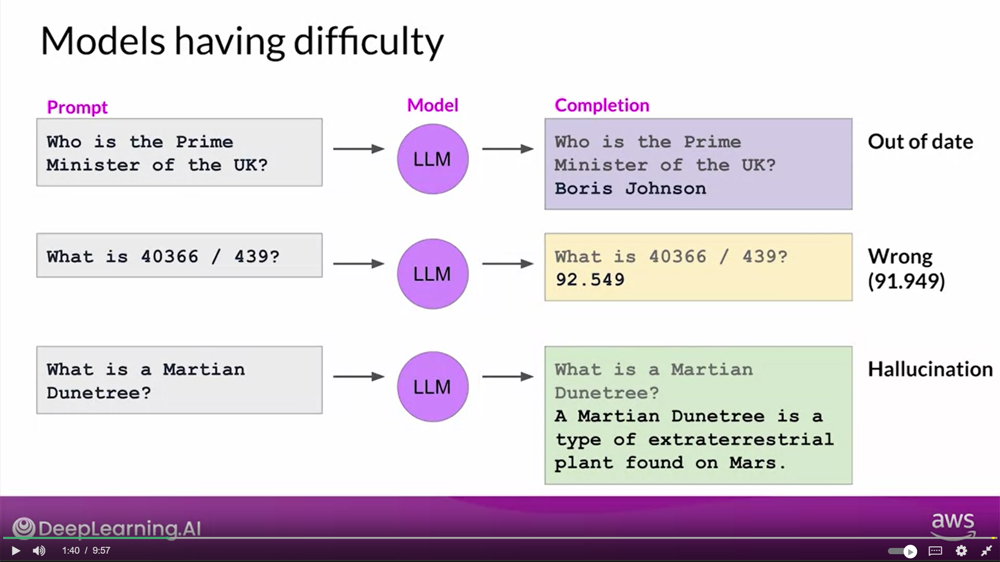 Models having difficulty
Prompt
Model
Completion
Who is the Prime
Minister of the UK?
LLM
Who is the Prime
Minister of the UK?
Boris Johnson
Out of date
What is 40366 / 439?
LLM
What is 40366 / 439?
92.549
Wrong
(91.949)
What is a Martian
Dunetree?
LLM
What is a Martian
Dunetree?
A Martian Dunetree is a
type of extraterrestrial
plant found on Mars.
Hallucination
DeepLearning.AI
aws
1:40 / 9:57